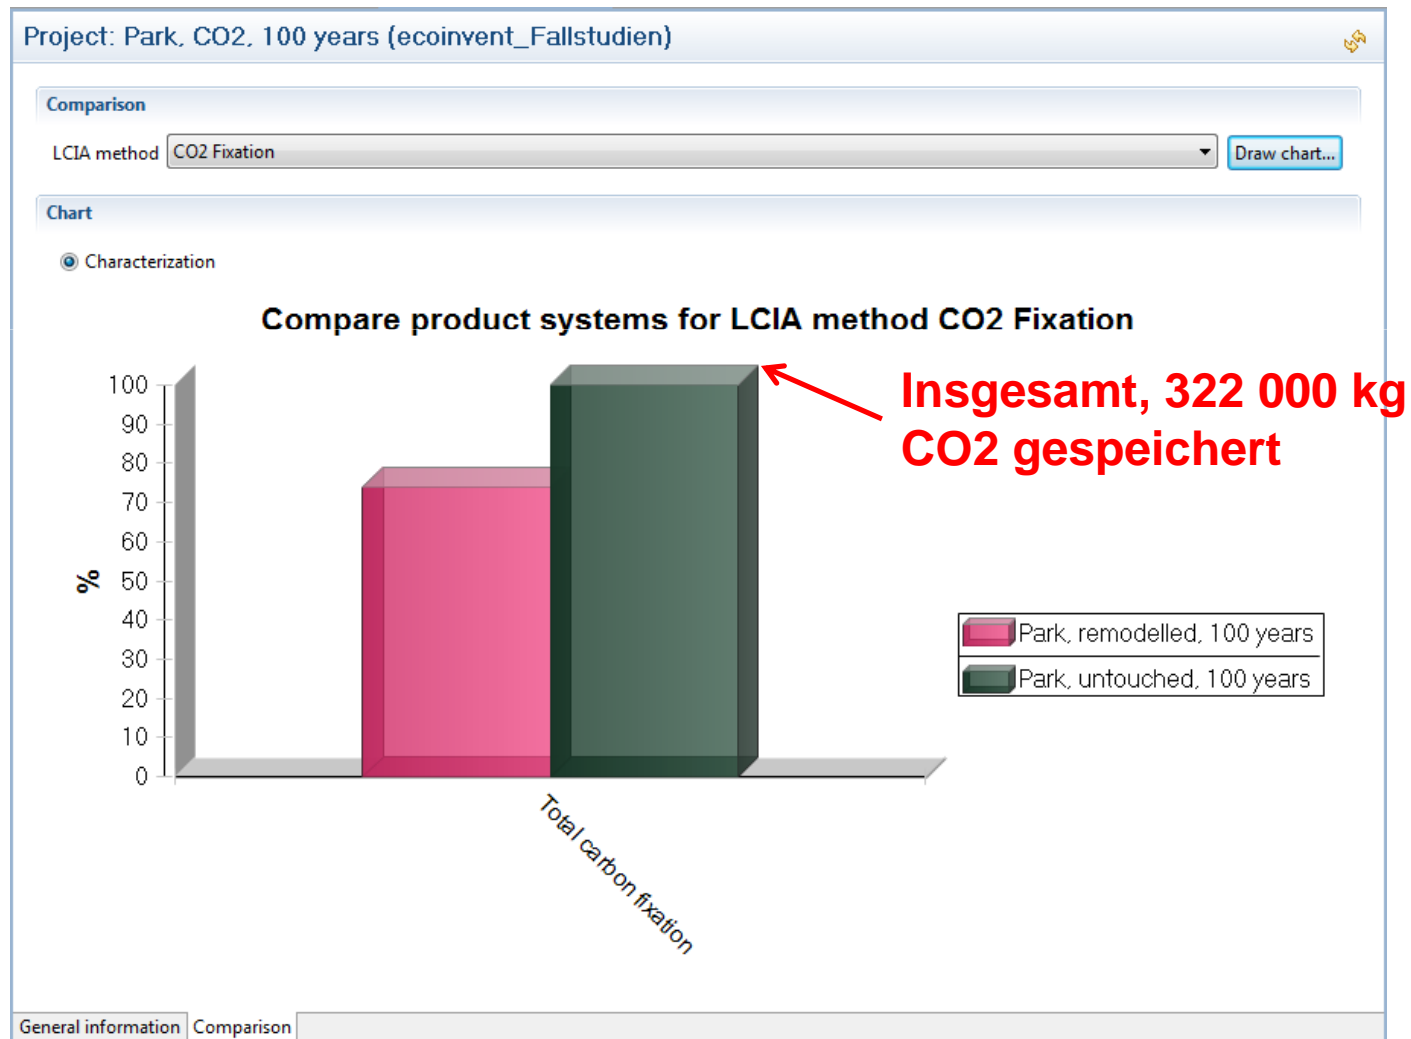 Project: Park, CO2, 100 years (ecoinvent_Fallstudien)
Comparison
LCIA method CO2 Fixation Draw chart...
Chart
Characterization
Compare product systems for LCIA method CO2 Fixation
Insgesamt, 322 000 kg
CO2 gespeichert
100
90
80
70
60
50
40
30
20
10
0
%
Total carbon fixation
Park, remodelled, 100 years
Park, untouched, 100 years
General information Comparison